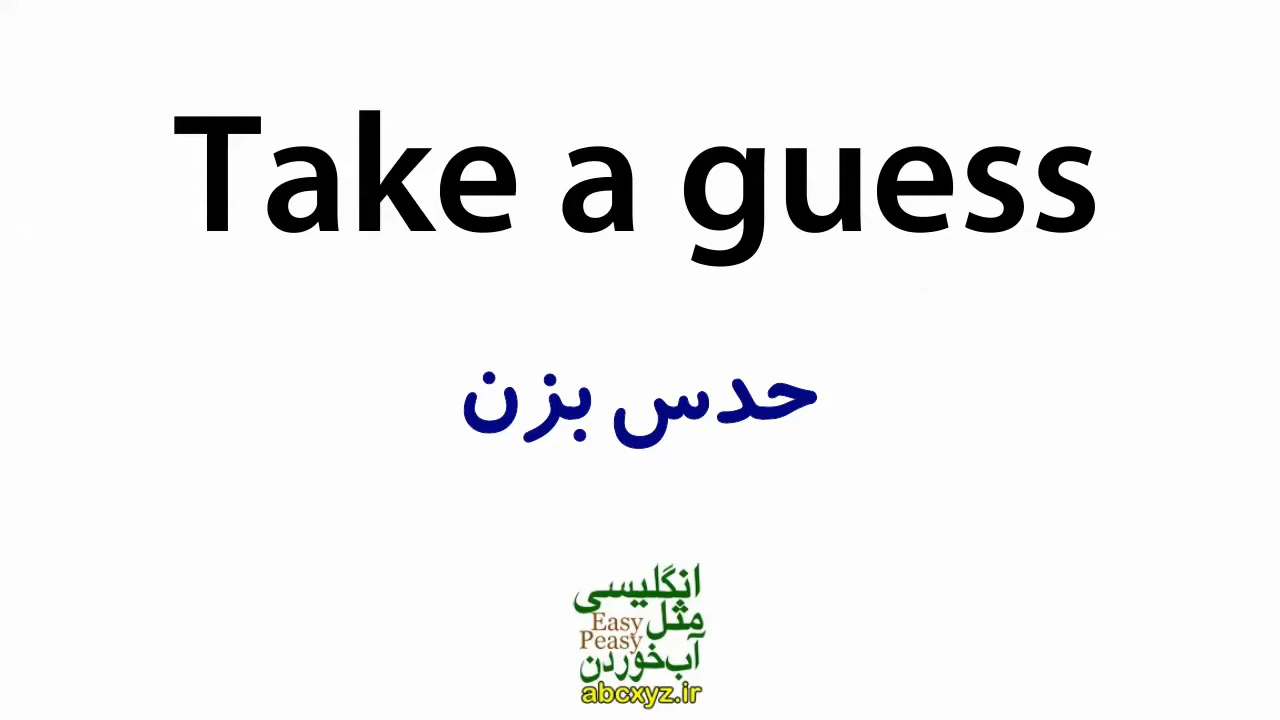 Take a guess
حدس بزن
انگلیسی
مثل Easy
Peasy
آب‌خوردن
abcxyz.ir